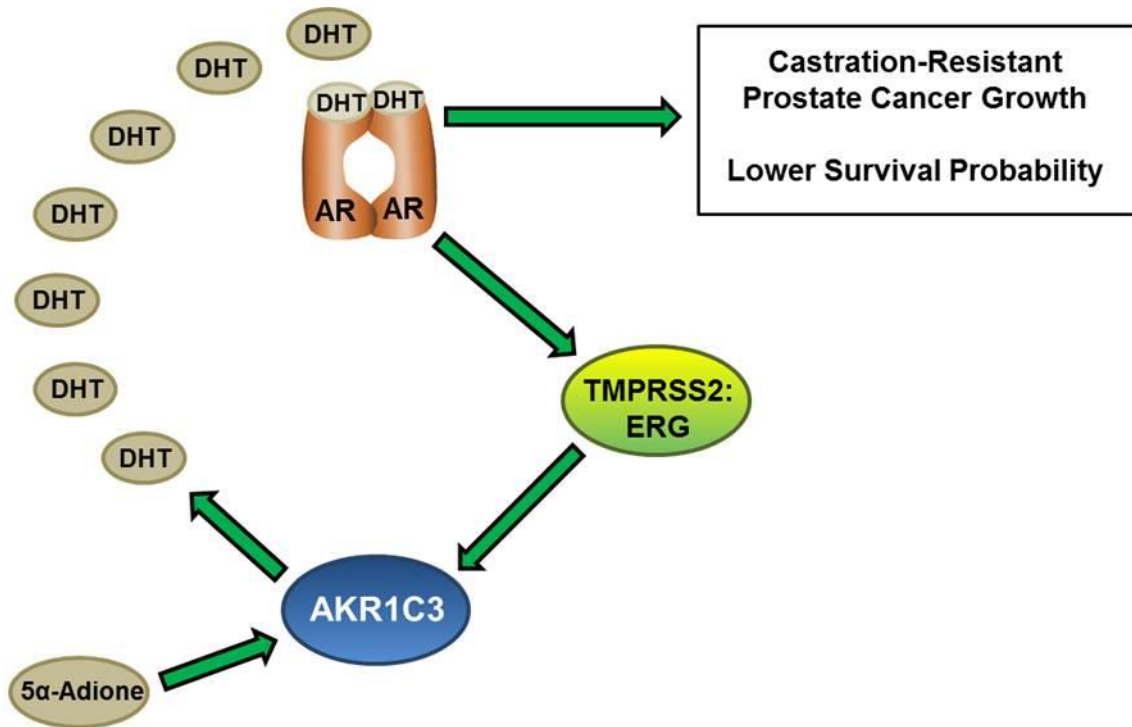 DHT
DHT
DHT
DHT
DHT
DHT
DHT
DHT DHT
AR AR
Castration-Resistant
Prostate Cancer Growth
Lower Survival Probability
TMPRSS2:
ERG
AKR1C3
5α-Adione